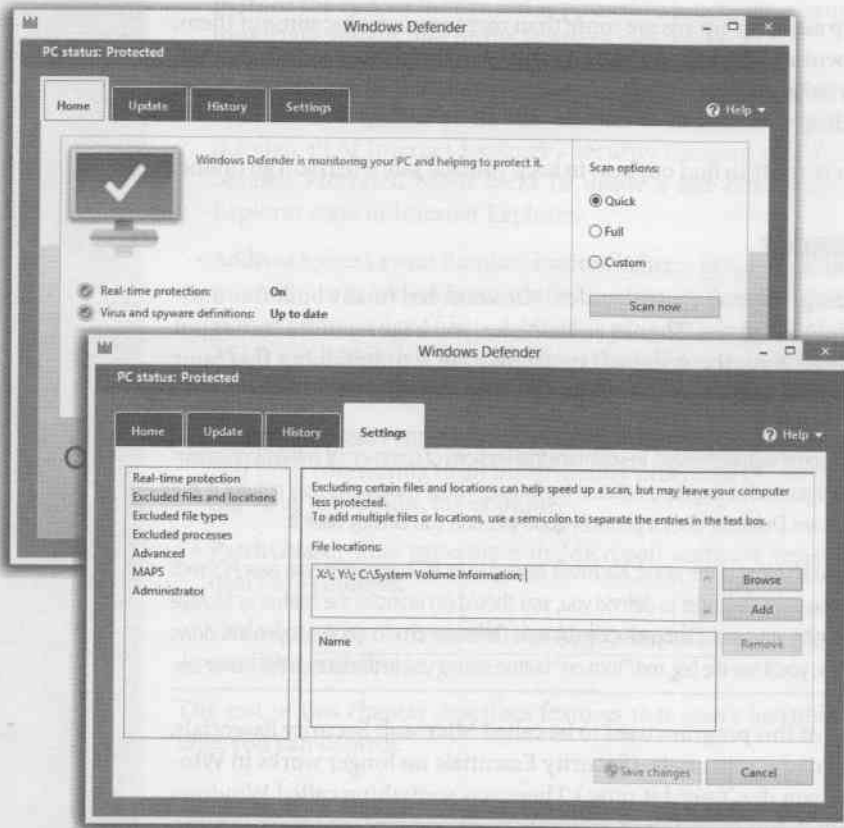 Windows Defender
PC status: Protected
Home
Update
History
Settings
Help
Windows Defender is monitoring your PC and helping to protect it.
Scan options:
Quick
Full
Custom
Scan now
Real-time protection: On
Virus and spyware definitions: Up to date
Windows Defender
PC status: Protected
Home
Update
History
Settings
Help
Real-time protection
Excluded files and locations
Excluded file types
Excluded processes
Advanced
MAPS
Administrator
Excluding certain files and locations can help speed up a scan, but may leave your computer
less protected.
To add multiple files or locations, use a semicolon to separate the entries in the text box.
File locations:
X:\; Y:\; C:\System Volume Information;
Browse
Add
Name
Remove
Save changes
Cancel